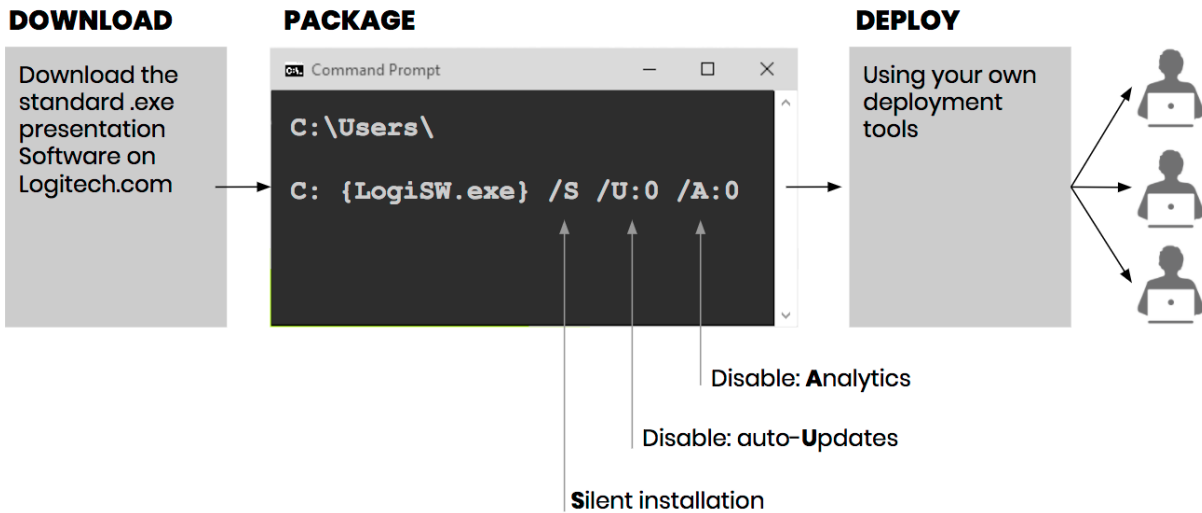 DOWNLOAD
Download the
standard .exe
presentation
Software on
Logitech.com
PACKAGE
Command Prompt
C:\Users\
C: {LogiSW.exe} /S /U:0 /A:0
Disable: Analytics
Disable: auto-Updates
Silent installation
DEPLOY
Using your own
deployment
tools